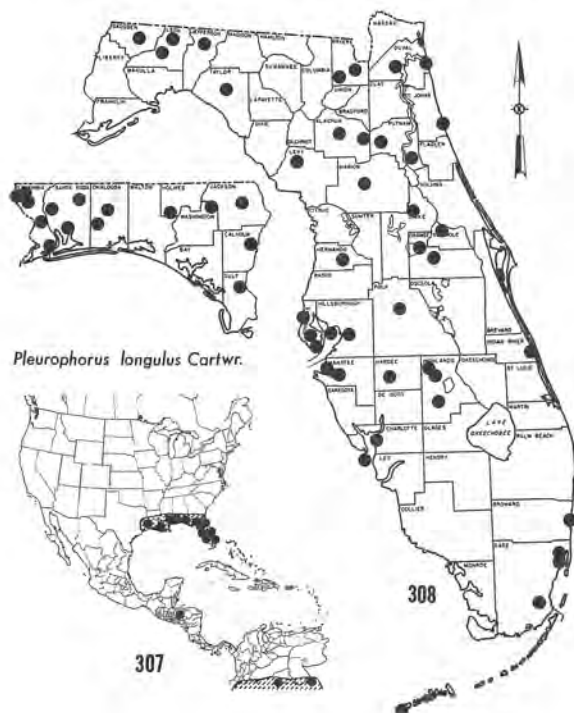 GADSDEN
LEON
JEFFERSON
MADISON
HAMILTON
NASSAU
DUVAL
BAKER
LIBERTY
WAKULLA
TAYLOR
SUWANNEE
COLUMBIA
FRANKLIN
LAFAYETTE
UNION
BRADFORD
CLAY
ST JOHNS
DIXIE
GILCHRIST
ALACHUA
PUTNAM
FLAGLER
LEVY
MARION
VOLUSIA
ESCAMBIA
SANTA ROSA
OKALOOSA
WALTON
HOLMES
JACKSON
WASHINGTON
BAY
CALHOUN
GULF
CITRUS
SUMTER
LAKE
HERNANDO
ORANGE
SEMINOLE
PASCO
POLK
OSCEOLA
BREVARD
HILLSBOROUGH
INDIAN RIVER
Pleurophorus longulus Cartwr.
MANATEE
HARDEE
HIGHLANDS
OKEECHOBEE
ST LUCIE
SARASOTA
DE SOTO
MARTIN
CHARLOTTE
GLADES
LAKE
OKEECHOBEE
PALM BEACH
LEE
HENDRY
COLLIER
BROWARD
DADE
MONROE
308
307